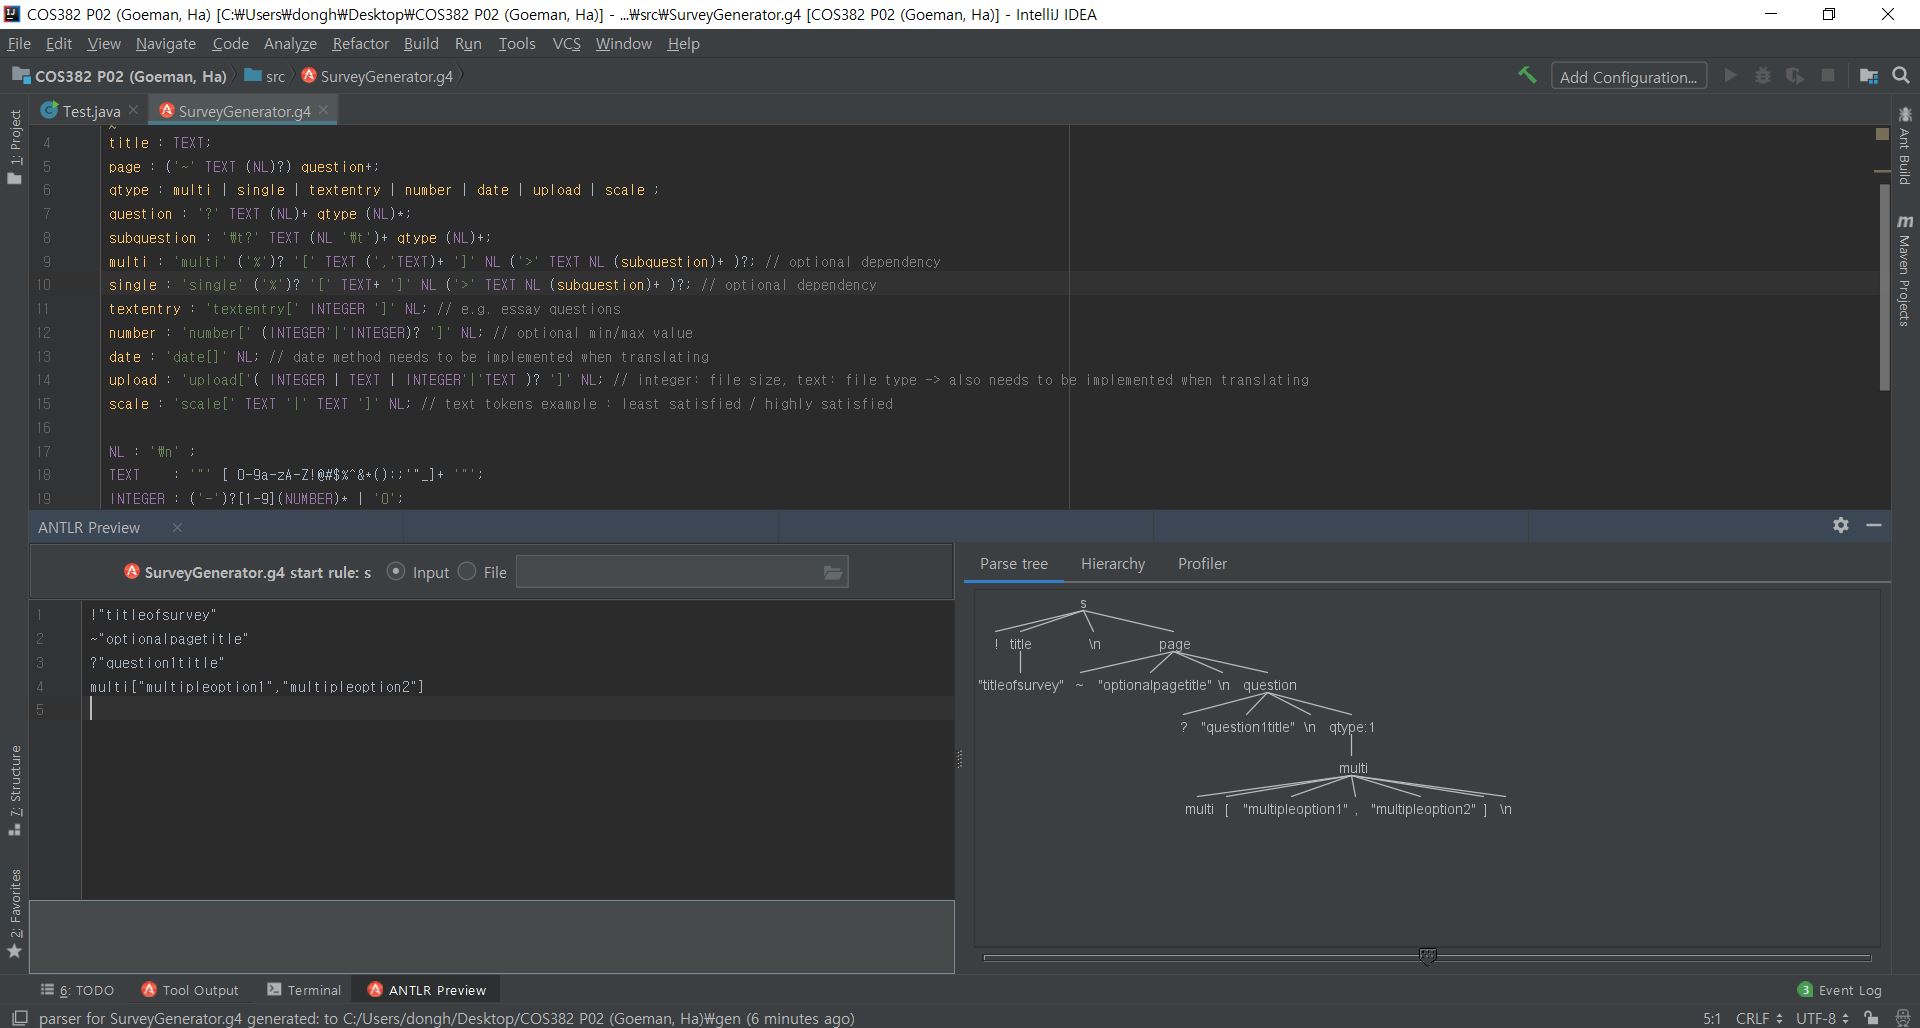 COS382 P02 (Goeman, Ha) [C:₩Users₩dongh₩Desktop₩COS382 P02 (Goeman, Ha)] - ...₩src₩SurveyGenerator.g4 [COS382 P02 (Goeman, Ha)] - IntelliJ IDEA
File Edit View Navigate Code Analyze Refactor Build Run Tools VCS Window Help
COS382 P02 (Goeman, Ha) src SurveyGenerator.g4 Add Configuration...
Test.java SurveyGenerator.g4
1: Project
Ant Build
Maven Projects
4 title : TEXT;
5 page : ('~' TEXT (NL)?) question+;
6 qtype : multi | single | textentry | number | date | upload | scale ;
7 question : '?' TEXT (NL)+ qtype (NL)*;
8 subquestion : '₩t?' TEXT (NL '₩t')+ qtype (NL)+;
9 multi : 'multi' ('%')? '[' TEXT (','TEXT)+ ']' NL ('>' TEXT NL (subquestion)+ )?; // optional dependency
10 single : 'single' ('%')? '[' TEXT+ ']' NL ('>' TEXT NL (subquestion)+ )?; // optional dependency
11 textentry : 'textentry[' INTEGER ']' NL; // e.g. essay questions
12 number : 'number[' (INTEGER'|'INTEGER)? ']' NL; // optional min/max value
13 date : 'date[]' NL; // date method needs to be implemented when translating
14 upload : 'upload['( INTEGER | TEXT | INTEGER'|'TEXT )? ']' NL; // integer: file size, text: file type -> also needs to be implemented when translating
15 scale : 'scale[' TEXT '|' TEXT ']' NL; // text tokens example : least satisfied / highly satisfied
16
17 NL : '₩n' ;
18 TEXT : '"' [ 0-9a-zA-Z!@#$%^&*():;'"_]+ '"';
19 INTEGER : ('-')?[1-9](NUMBER)* | '0';
ANTLR Preview
SurveyGenerator.g4 start rule: s Input File
Parse tree Hierarchy Profiler
1 !"titleofsurvey"
2 ~"optionalpagetitle"
3 ?"question1title"
4 multi["multipleoption1","multipleoption2"]
5
s
! title \n page
"titleofsurvey" ~ "optionalpagetitle" \n question
? "question1title" \n qtype:1
multi
multi [ "multipleoption1" , "multipleoption2" ] \n
7: Structure
2: Favorites
6: TODO Tool Output Terminal ANTLR Preview 3 Event Log
parser for SurveyGenerator.g4 generated: to C:/Users/dongh/Desktop/COS382 P02 (Goeman, Ha)₩gen (6 minutes ago) 5:1 CRLF UTF-8